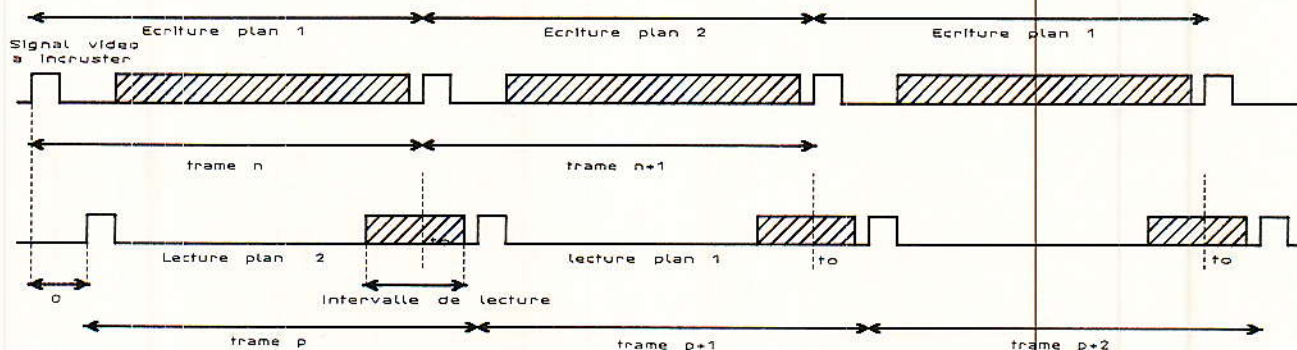 Ecriture plan 1
Ecriture plan 2
Ecriture plan 1
Signal video
a incruster
trame n
trame n+1
to
to
to
Lecture plan 2
lecture plan 1
o
Intervalle de lecture
trame p
trame p+1
trame p+2